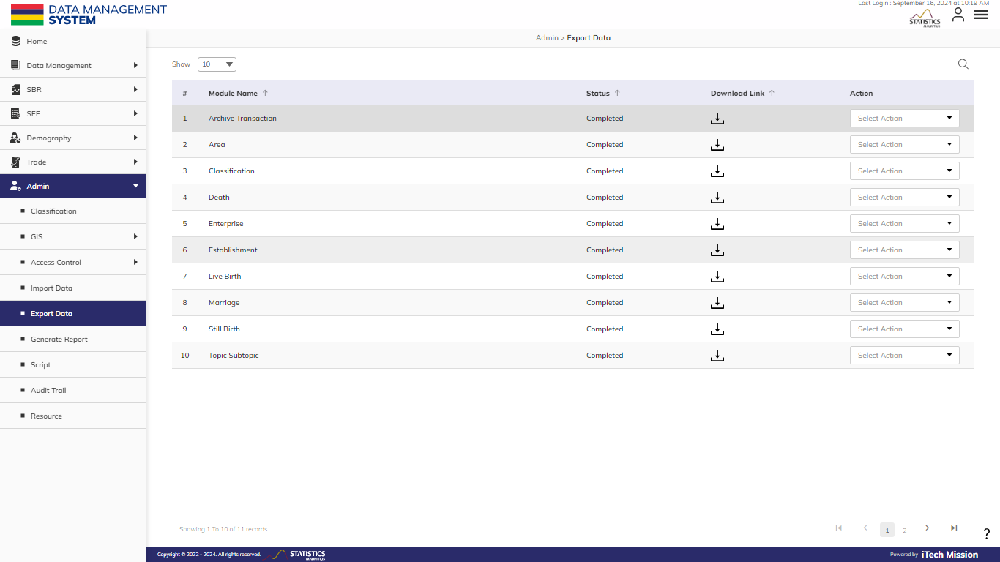 Last Login : September 16, 2024 at 10:19 AM
DATA MANAGEMENT
SYSTEM
STATISTICS
MAURITIUS
Admin > Export Data
Home
Data Management
SBR
SEE
Demography
Trade
Admin
Classification
GIS
Access Control
Import Data
Export Data
Generate Report
Script
Audit Trail
Resource
Show 10
# Module Name Status Download Link Action
1 Archive Transaction Completed Select Action
2 Area Completed Select Action
3 Classification Completed Select Action
4 Death Completed Select Action
5 Enterprise Completed Select Action
6 Establishment Completed Select Action
7 Live Birth Completed Select Action
8 Marriage Completed Select Action
9 Still Birth Completed Select Action
10 Topic Subtopic Completed Select Action
Showing 1 To 10 of 11 records
1 2
?
Copyright © 2022 - 2024. All rights reserved.
STATISTICS
MAURITIUS
Powered by iTech Mission